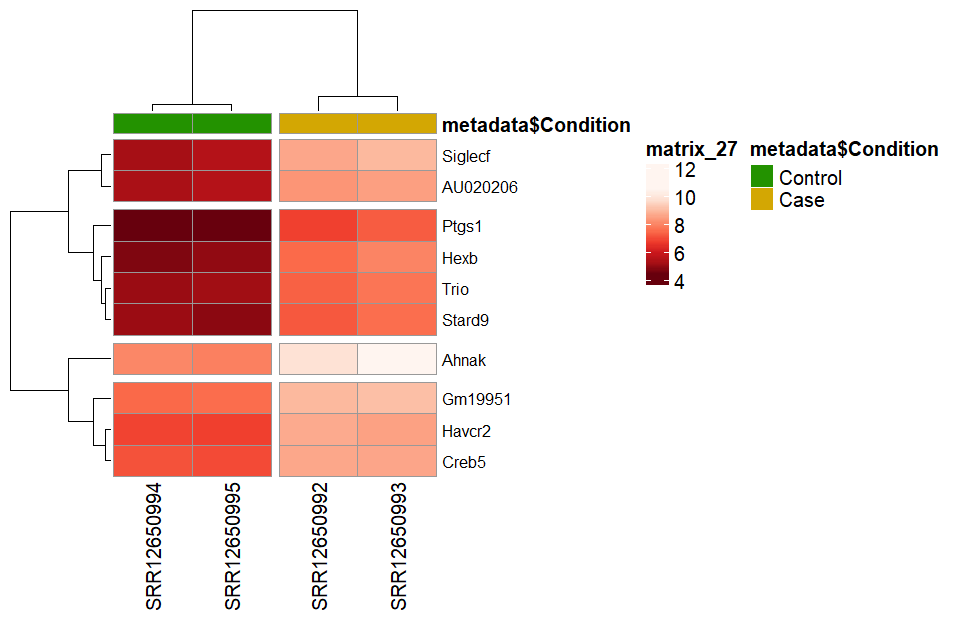 metadata$Condition
Siglecf
AU020206
Ptgs1
Hexb
Trio
Stard9
Ahnak
Gm19951
Havcr2
Creb5
SRR12650994
SRR12650995
SRR12650992
SRR12650993
matrix_27
12
10
8
6
4
metadata$Condition
Control
Case